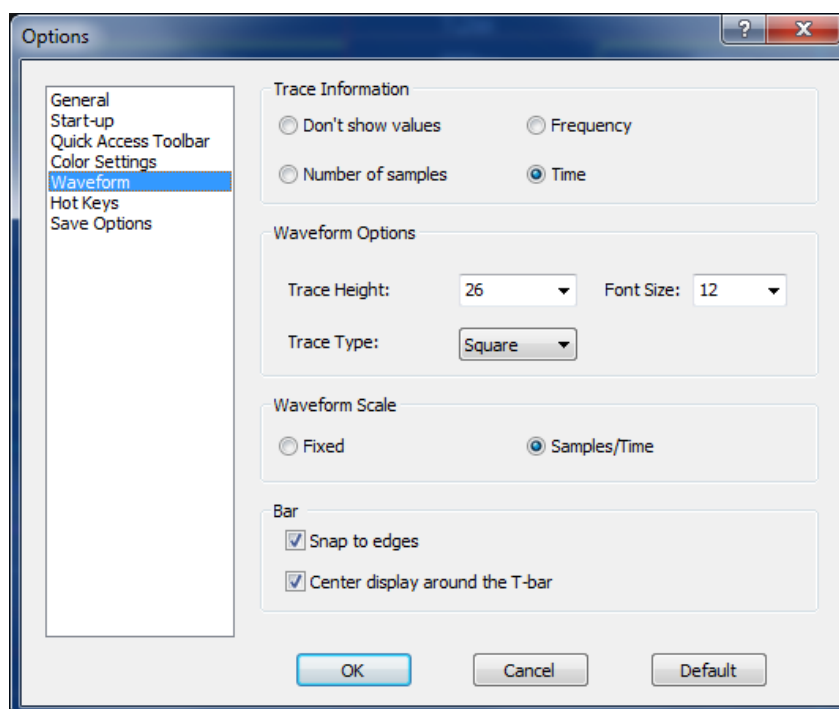 Options
?
X
General
Start-up
Quick Access Toolbar
Color Settings
Waveform
Hot Keys
Save Options
Trace Information
Don't show values
Frequency
Number of samples
Time
Waveform Options
Trace Height: 26 Font Size: 12
Trace Type: Square
Waveform Scale
Fixed
Samples/Time
Bar
Snap to edges
Center display around the T-bar
OK
Cancel
Default